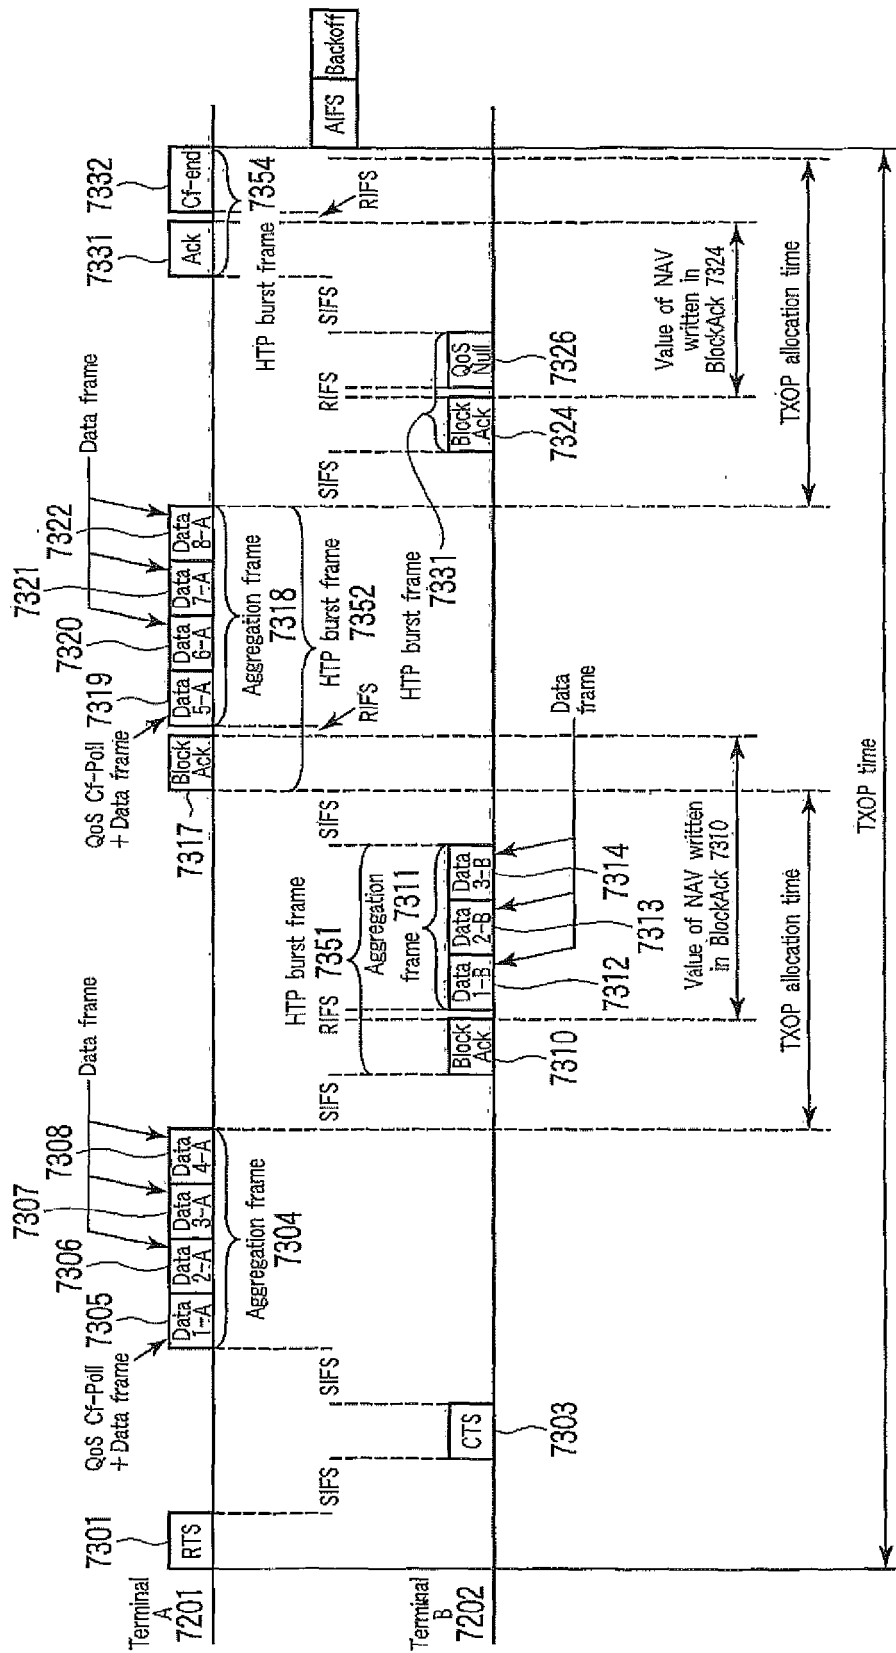 Terminal
A
7201
7301
RTS
SIFS
QoS Cf-Poll
+Data frame
7305
7306
7307
7308
Data frame
Data
1-A
Data
2-A
Data
3-A
Data
4-A
Aggregation frame
7304
QoS Cf-Poll
+Data frame
7317
Block
Ack.
7319
7320
7321
7322
Data frame
Data
5-A
Data
6-A
Data
7-A
Data
8-A
Aggregation frame
7318
HTP burst frame
7352
RIFS
7331
Ack
7332
Cf-end
7354
HTP burst frame
RIFS
AIFS
Backoff
Terminal
B
7202
CTS
7303
SIFS
SIFS
Block
Ack
7310
RIFS
HTP burst frame
7351
Aggregation
frame 7311
Data
1-B
Data
2-B
Data
3-B
7312
7313
7314
Data
frame
SIFS
HTP burst frame
7331
SIFS
Block
Ack
7324
RIFS
QoS
Null
7326
SIFS
Value of NAV written
in BlockAck 7310
Value of NAV
written in
BlockAck 7324
TXOP allocation time
TXOP allocation time
TXOP time